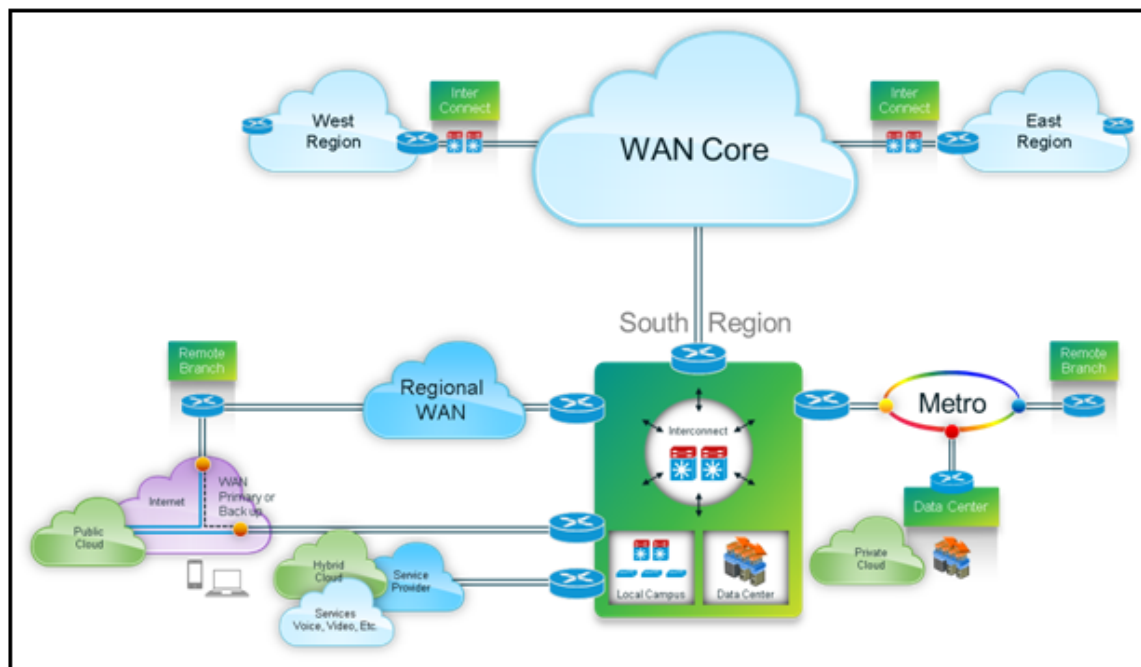 Inter
Connect
Inter
Connect
West
Region
WAN Core
East
Region
South Region
Remote
Branch
Remote
Branch
Regional
WAN
Metro
Interconnect
Internet
WAN
Primary or
Back up
Public
Cloud
Data Center
Hybrid
Cloud
Service
Provider
Private
Cloud
Local Campus
Data Center
Services
Voice, Video, Etc.